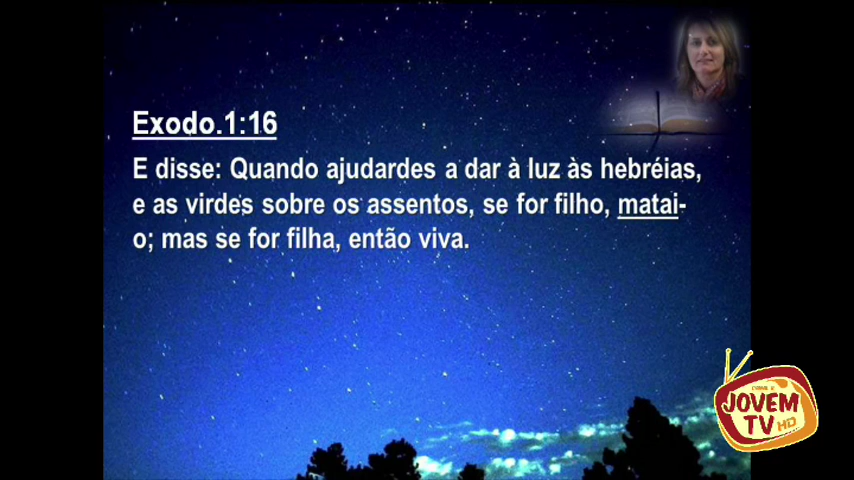 Exodo.1:16
E disse: Quando ajudardes a dar à luz às hebréias,
e as virdes sobre os assentos, se for filho, matai-
o; mas se for filha, então viva.
JOVEM
TV HD